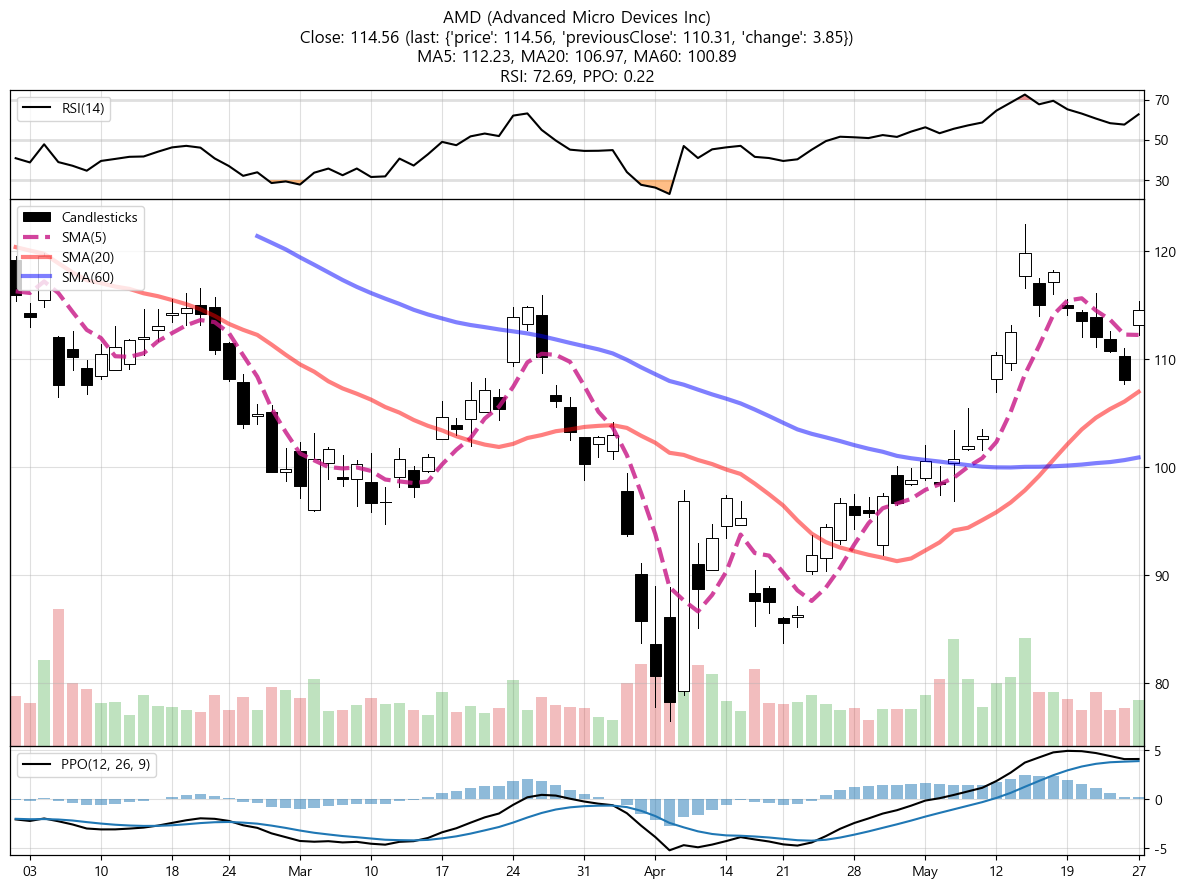 AMD (Advanced Micro Devices Inc)
Close: 114.56 (last: {'price': 114.56, 'previousClose': 110.31, 'change': 3.85})
MA5: 112.23, MA20: 106.97, MA60: 100.89
RSI: 72.69, PPO: 0.22
RSI(14)
70
50
30
Candlesticks
SMA(5)
SMA(20)
SMA(60)
120
110
100
90
80
PPO(12, 26, 9)
5
0
-5
03 10 18 24 Mar 10 17 24 31 Apr 14 21 28 May 12 19 27